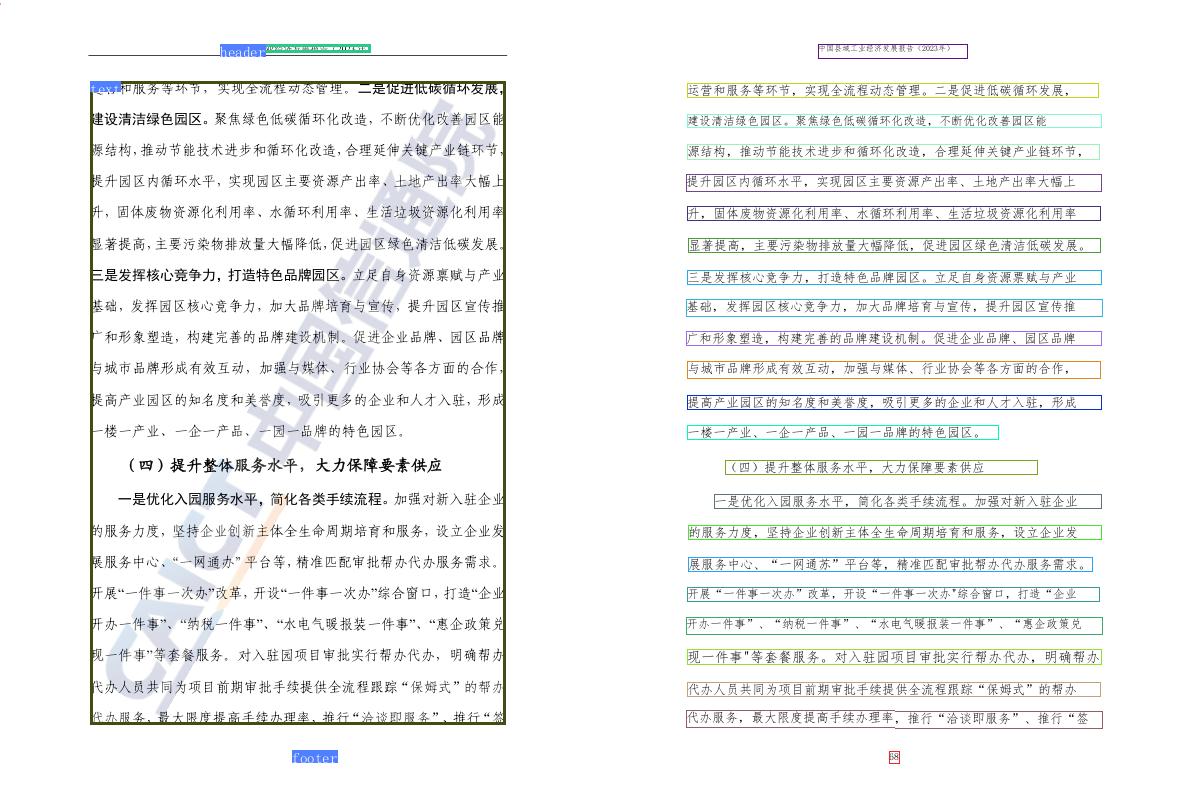 header
text
和服务等环节，实现全流程动态管理。二是促进低碳循环发展，
建设清洁绿色园区。聚焦绿色低碳循环化改造，不断优化改善园区能
源结构，推动节能技术进步和循环化改造，合理延伸关键产业链环节，
提升园区内循环水平，实现园区主要资源产出率、土地产出率大幅上
升，固体废物资源化利用率、水循环利用率、生活垃圾资源化利用率
显著提高，主要污染物排放量大幅降低，促进园区绿色清洁低碳发展。
三是发挥核心竞争力，打造特色品牌园区。立足自身资源禀赋与产业
基础，发挥园区核心竞争力，加大品牌培育与宣传，提升园区宣传推
广和形象塑造，构建完善的品牌建设机制。促进企业品牌、园区品牌
与城市品牌形成有效互动，加强与媒体、行业协会等各方面的合作，
提高产业园区的知名度和美誉度，吸引更多的企业和人才入驻，形成
一楼一产业、一企一产品、一园一品牌的特色园区。
（四）提升整体服务水平，大力保障要素供应
一是优化入园服务水平，简化各类手续流程。加强对新入驻企业
的服务力度，坚持企业创新主体全生命周期培育和服务，设立企业发
展服务中心、“一网通办”平台等，精准匹配审批帮办代办服务需求。
开展“一件事一次办”改革，开设“一件事一次办”综合窗口，打造“企业
开办一件事”、“纳税一件事”、“水电气暖报装一件事”、“惠企政策兑
现一件事”等套餐服务。对入驻园项目审批实行帮办代办，明确帮办
代办人员共同为项目前期审批手续提供全流程跟踪“保姆式”的帮办
代办服务，最大限度提高手续办理率，推行“洽谈即服务”、推行“签
CAICT 中国信通院
footer
中国县域工业经济发展报告（2023年）
运营和服务等环节，实现全流程动态管理。二是促进低碳循环发展，
建设清洁绿色园区。聚焦绿色低碳循环化改造，不断优化改善园区能
源结构，推动节能技术进步和循环化改造，合理延伸关键产业链环节，
提升园区内循环水平，实现园区主要资源产出率、土地产出率大幅上
升，固体废物资源化利用率、水循环利用率、生活垃圾资源化利用率
显著提高，主要污染物排放量大幅降低，促进园区绿色清洁低碳发展。
三是发挥核心竞争力，打造特色品牌园区。立足自身资源票赋与产业
基础，发挥园区核心竞争力，加大品牌培育与宣传，提升园区宣传推
广和形象塑造，构建完善的品牌建设机制。促进企业品牌、园区品牌
与城市品牌形成有效互动，加强与媒体、行业协会等各方面的合作，
提高产业园区的知名度和美誉度，吸引更多的企业和人才入驻，形成
一楼一产业、一企一产品、一园一品牌的特色园区。
（四）提升整体服务水平，大力保障要素供应
一是优化入园服务水平，简化各类手续流程。加强对新入驻企业
的服务力度，坚持企业创新主体全生命周期培育和服务，设立企业发
展服务中心、“一网通苏”平台等，精准匹配审批帮办代办服务需求。
开展“一件事一次办”改革，开设“一件事一次办"综合窗口，打造“企业
开办一件事”、“纳税一件事”、“水电气暖报装一件事”、“惠企政策兑
现一件事"等套餐服务。对入驻园项目审批实行帮办代办，明确帮办
代办人员共同为项目前期审批手续提供全流程跟踪“保姆式”的帮办
代办服务，最大限度提高手续办理率，推行“洽谈即服务”、推行“签
58